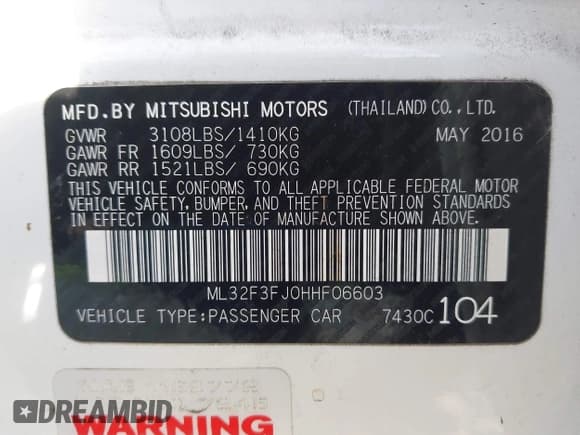 MFD.BY MITSUBISHI MOTORS (THAILAND)CO.,LTD.
GVWR 3108LBS/1410KG MAY 2016
GAWR FR 1609LBS/ 730KG
GAWR RR 1521LBS/ 690KG
THIS VEHICLE CONFORMS TO ALL APPLICABLE FEDERAL MOTOR
VEHICLE SAFETY, BUMPER, AND THEFT PREVENTION STANDARDS
IN EFFECT ON THE DATE OF MANUFACTURE SHOWN ABOVE.
ML32F3FJ0HHF06603
VEHICLE TYPE:PASSENGER CAR 7430C 104
WARNING
DREAMBID